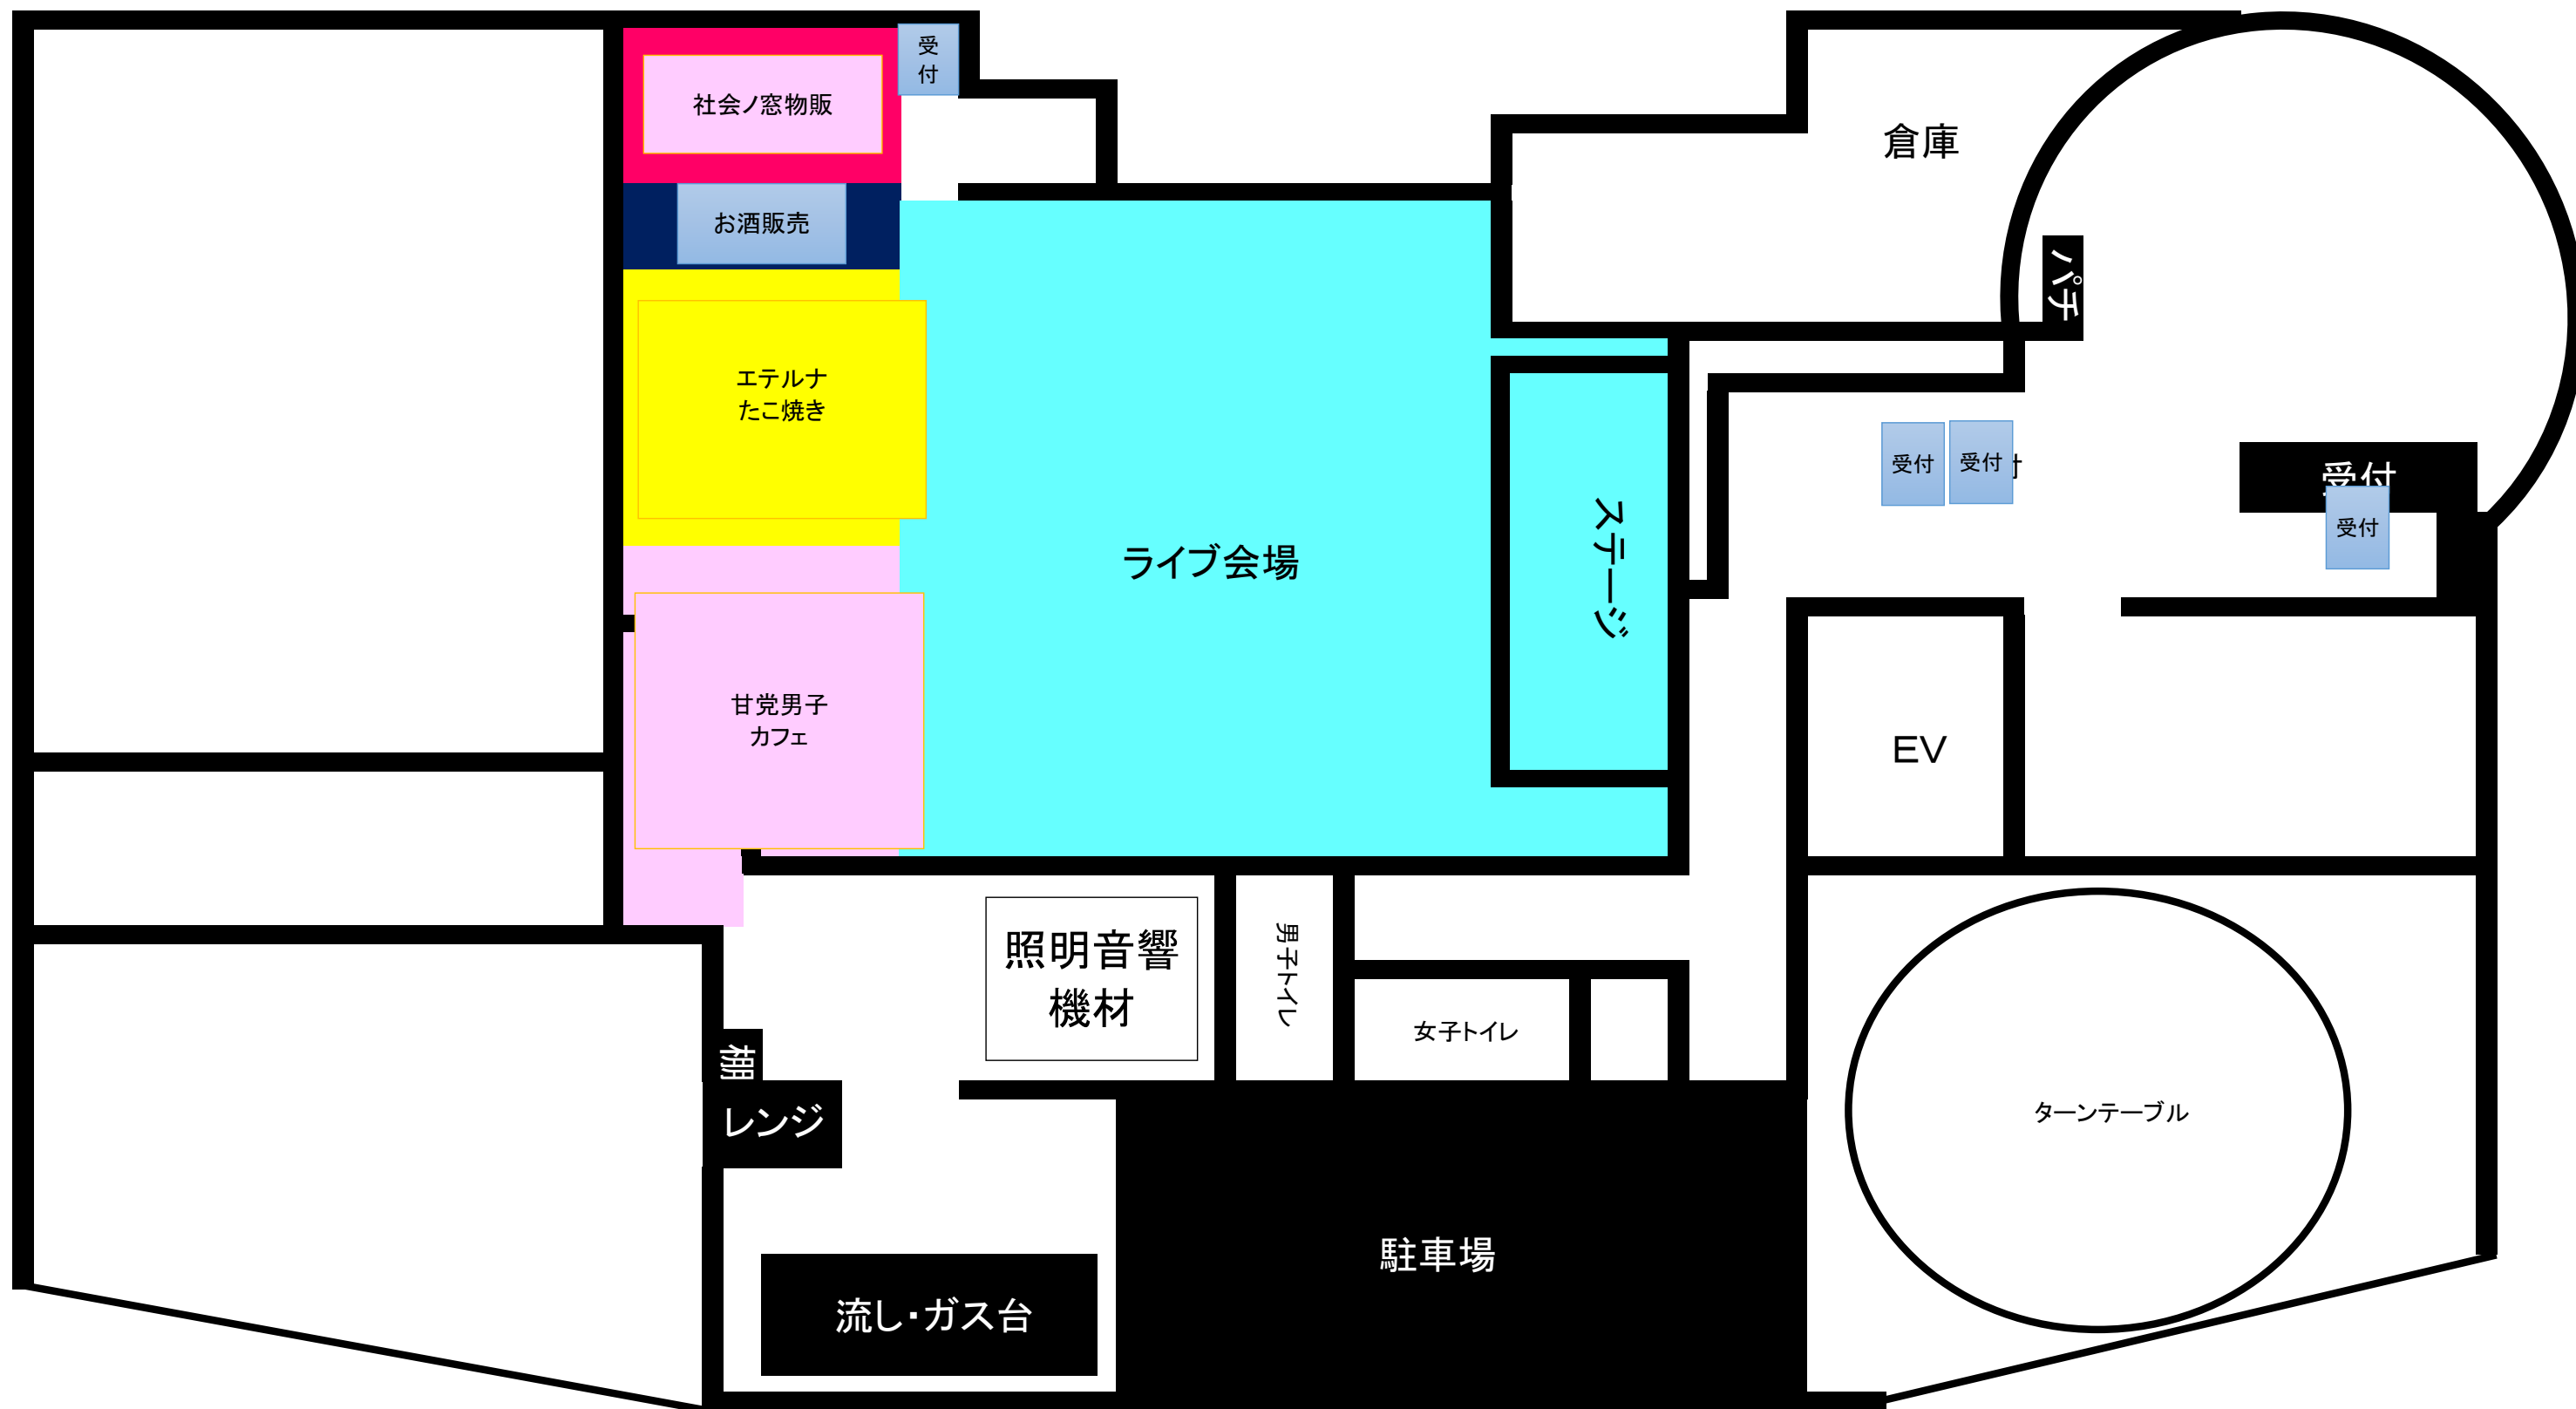 受
付
社会ノ窓物販
倉庫
お酒販売
パチ
エテルナ
たこ焼き
受付
受付
受付
受付
ステージ
ライブ会場
甘党男子
カフェ
EV
照明音響
機材
男子トイレ
女子トイレ
棚
レンジ
ターンテーブル
駐車場
流し・ガス台